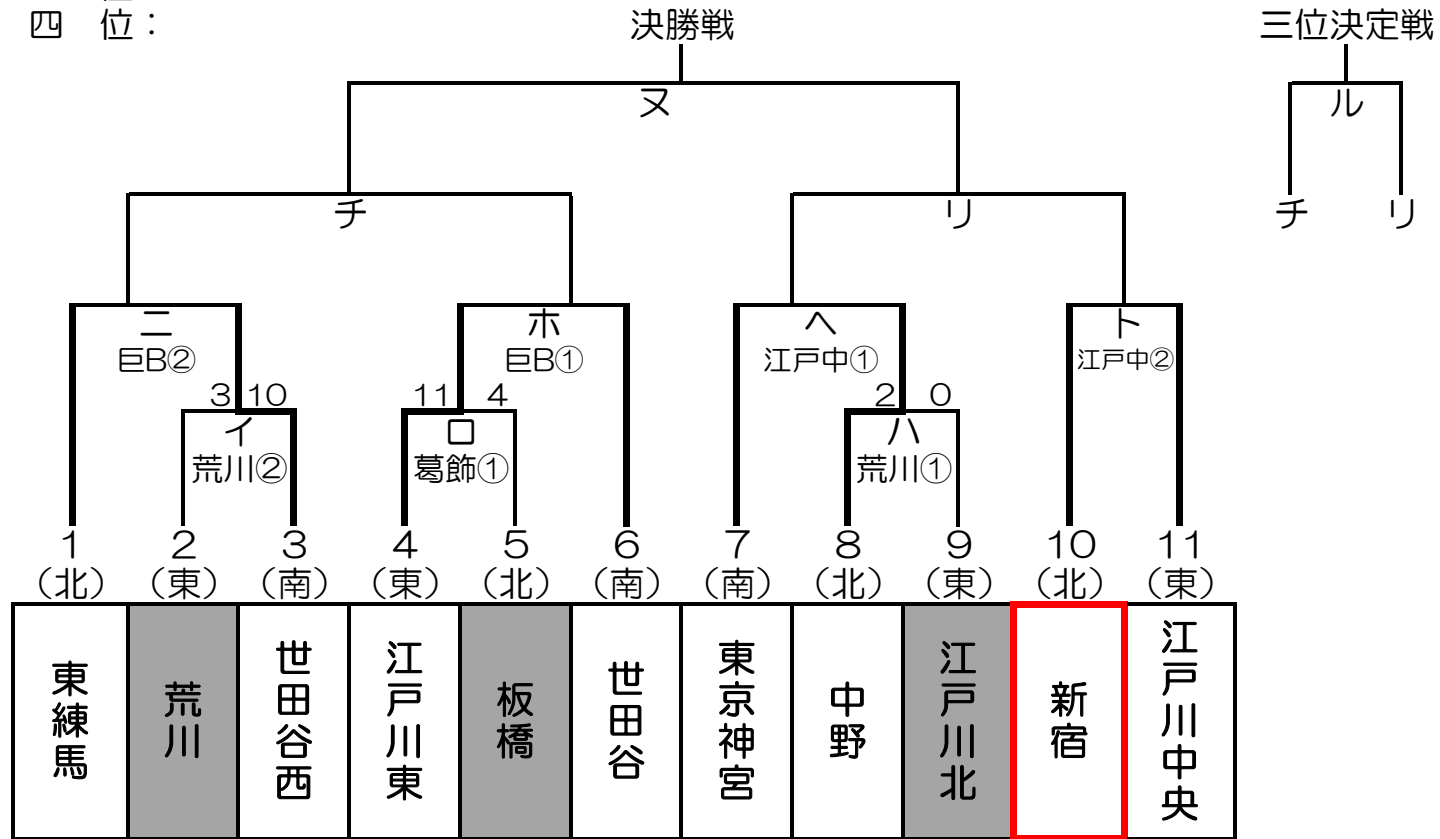 四　位：
決勝戦
三位決定戦
ヌ
ル
チ
リ
チ　リ
ニ
ホ
ヘ
ト
巨B②
巨B①
江戸中①
江戸中②
3 10
11 4
2 0
イ
ロ
ハ
荒川②
葛飾①
荒川①
1 2 3 4 5 6 7 8 9 10 11
（北）（東）（南）（東）（北）（南）（南）（北）（東）（北）（東）
東練馬
荒川
世田谷西
江戸川東
板橋
世田谷
東京神宮
中野
江戸川北
新宿
江戸川中央